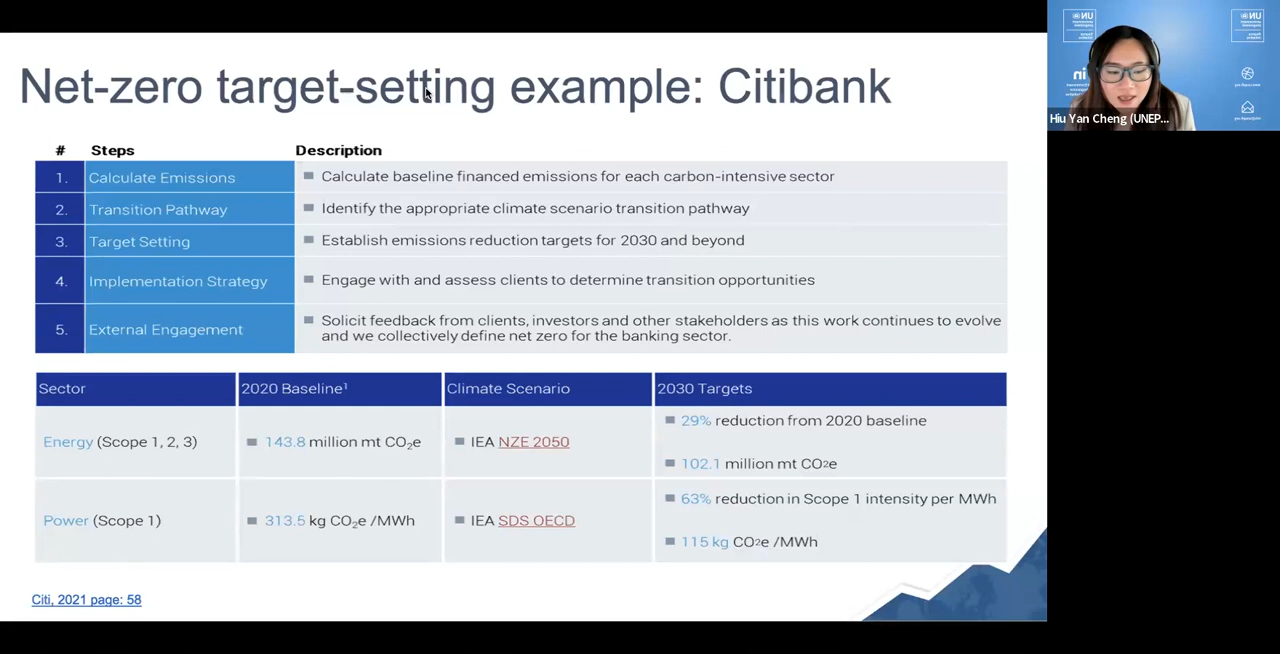 Net-zero target-setting example: Citibank
# Steps Description
1. Calculate Emissions ■ Calculate baseline financed emissions for each carbon-intensive sector
2. Transition Pathway ■ Identify the appropriate climate scenario transition pathway
3. Target Setting ■ Establish emissions reduction targets for 2030 and beyond
4. Implementation Strategy ■ Engage with and assess clients to determine transition opportunities
5. External Engagement ■ Solicit feedback from clients, investors and other stakeholders as this work continues to evolve
and we collectively define net zero for the banking sector.
Sector 2020 Baseline¹ Climate Scenario 2030 Targets
Energy (Scope 1, 2, 3) ■ 143.8 million mt CO₂e ■ IEA NZE 2050 ■ 29% reduction from 2020 baseline
■ 102.1 million mt CO2e
Power (Scope 1) ■ 313.5 kg CO₂e /MWh ■ IEA SDS OECD ■ 63% reduction in Scope 1 intensity per MWh
■ 115 kg CO2e /MWh
Citi, 2021 page: 58
UN
UN
in
Hiu Yan Cheng (UNEP...